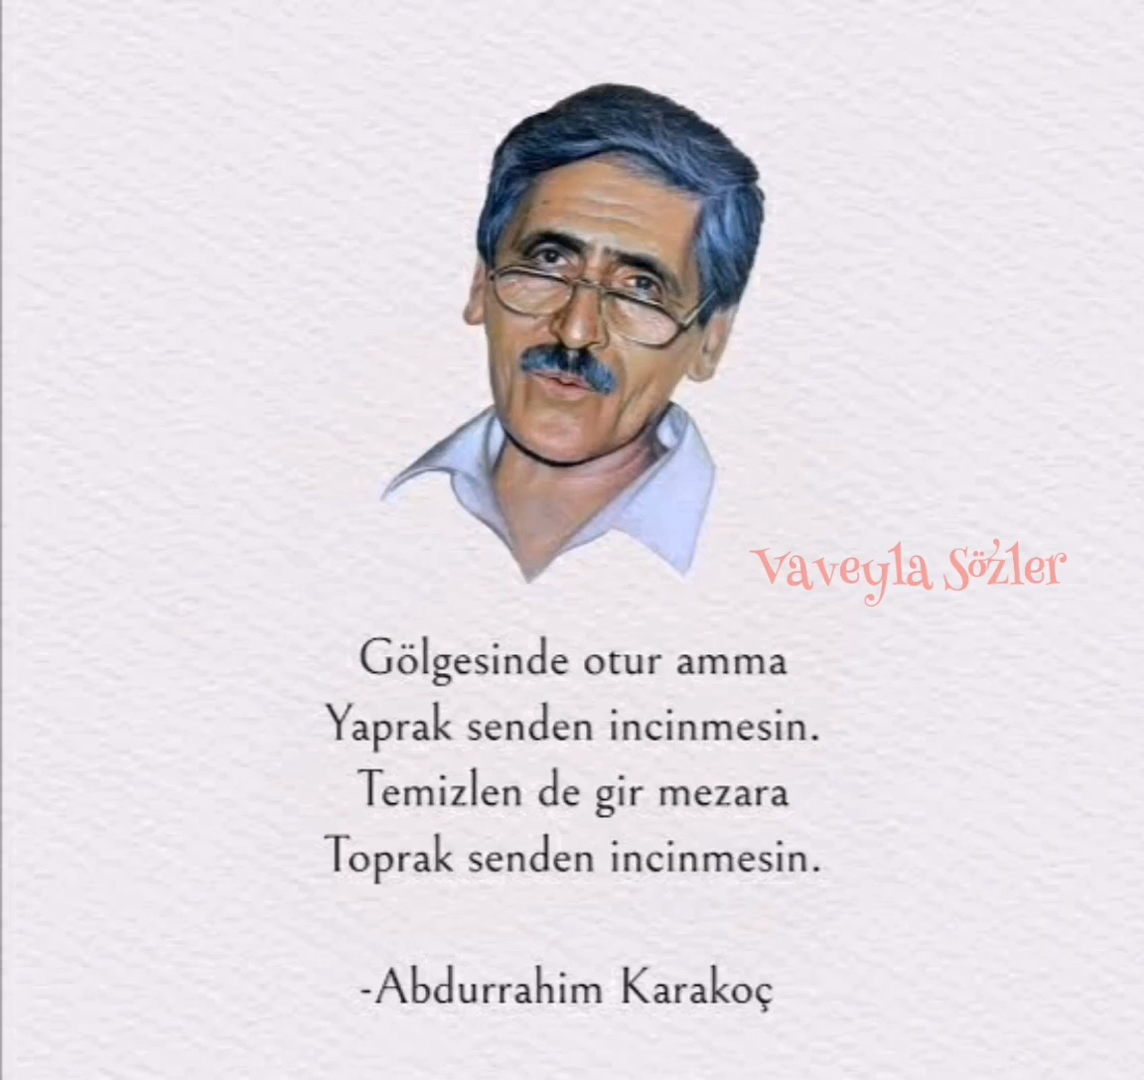 Vaveyla Sözler
Gölgesinde otur amma
Yaprak senden incinmesin.
Temizlen de gir mezara
Toprak senden incinmesin.
-Abdurrahim Karakoç